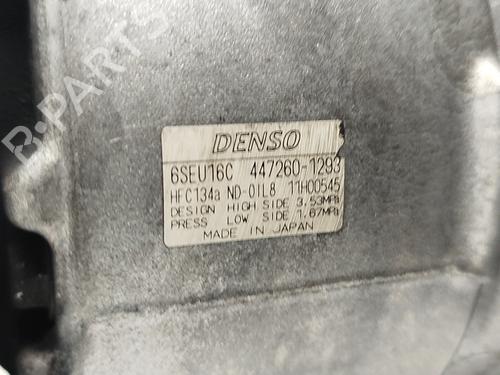 B-PARTS
DENSO
6SEU16C 447260-1293
HFC134a ND-OIL8 11H00545
DESIGN HIGH SIDE 3.53MPa
PRESS LOW SIDE 1.67MPa
MADE IN JAPAN